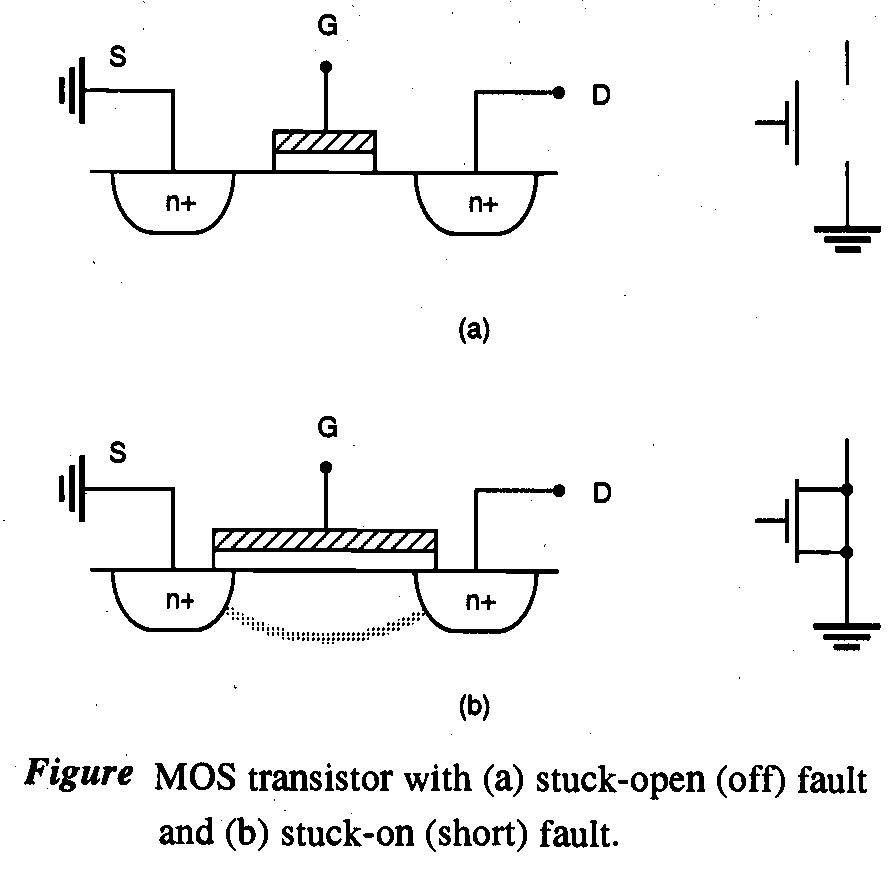 G
S
D
n+ n+
(a)
G
S
D
n+ n+
(b)
Figure MOS transistor with (a) stuck-open (off) fault
and (b) stuck-on (short) fault.